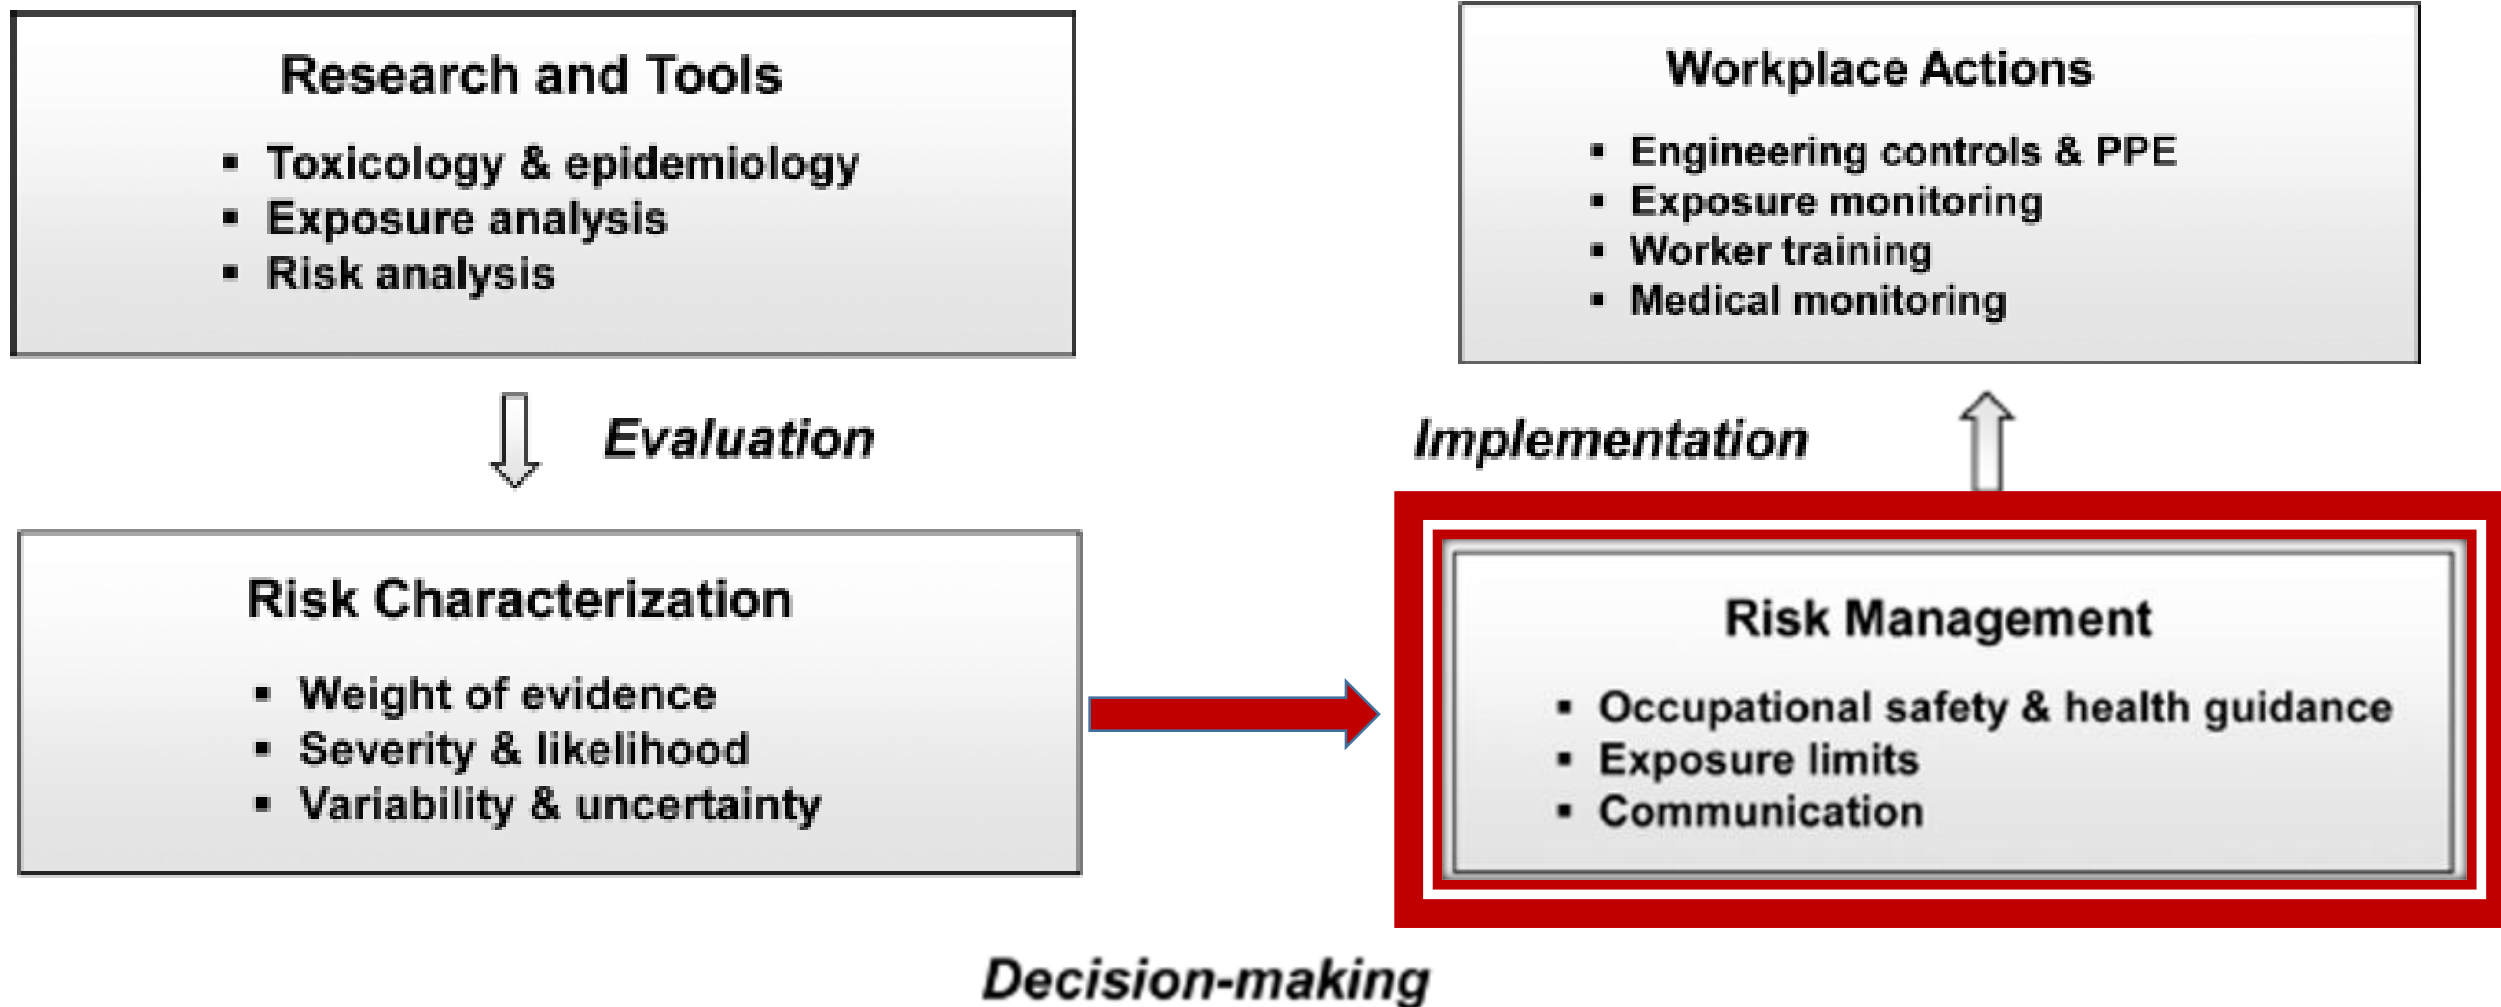 Research and Tools
▪ Toxicology & epidemiology
▪ Exposure analysis
▪ Risk analysis
Evaluation
Risk Characterization
▪ Weight of evidence
▪ Severity & likelihood
▪ Variability & uncertainty
Decision-making
Risk Management
▪ Occupational safety & health guidance
▪ Exposure limits
▪ Communication
Implementation
Workplace Actions
▪ Engineering controls & PPE
▪ Exposure monitoring
▪ Worker training
▪ Medical monitoring